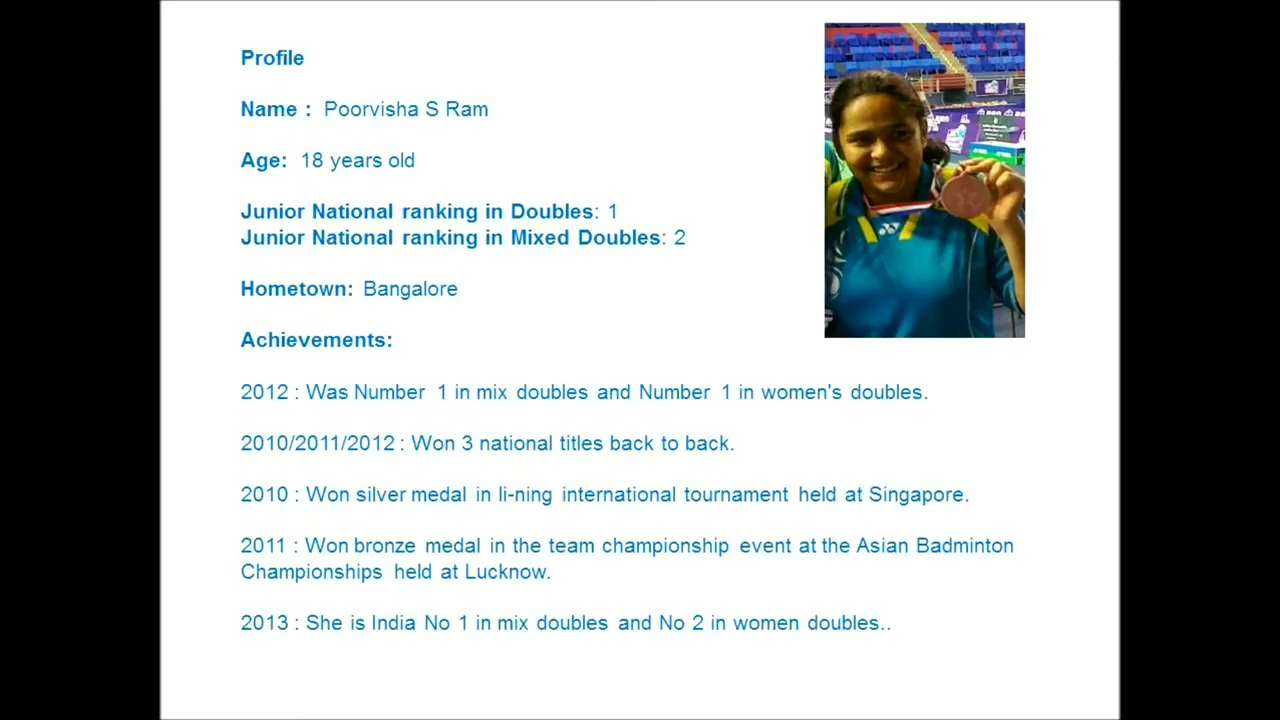 Profile
Name : Poorvisha S Ram
Age: 18 years old
Junior National ranking in Doubles: 1
Junior National ranking in Mixed Doubles: 2
Hometown: Bangalore
Achievements:
2012 : Was Number 1 in mix doubles and Number 1 in women's doubles.
2010/2011/2012 : Won 3 national titles back to back.
2010 : Won silver medal in li-ning international tournament held at Singapore.
2011 : Won bronze medal in the team championship event at the Asian Badminton
Championships held at Lucknow.
2013 : She is India No 1 in mix doubles and No 2 in women doubles..